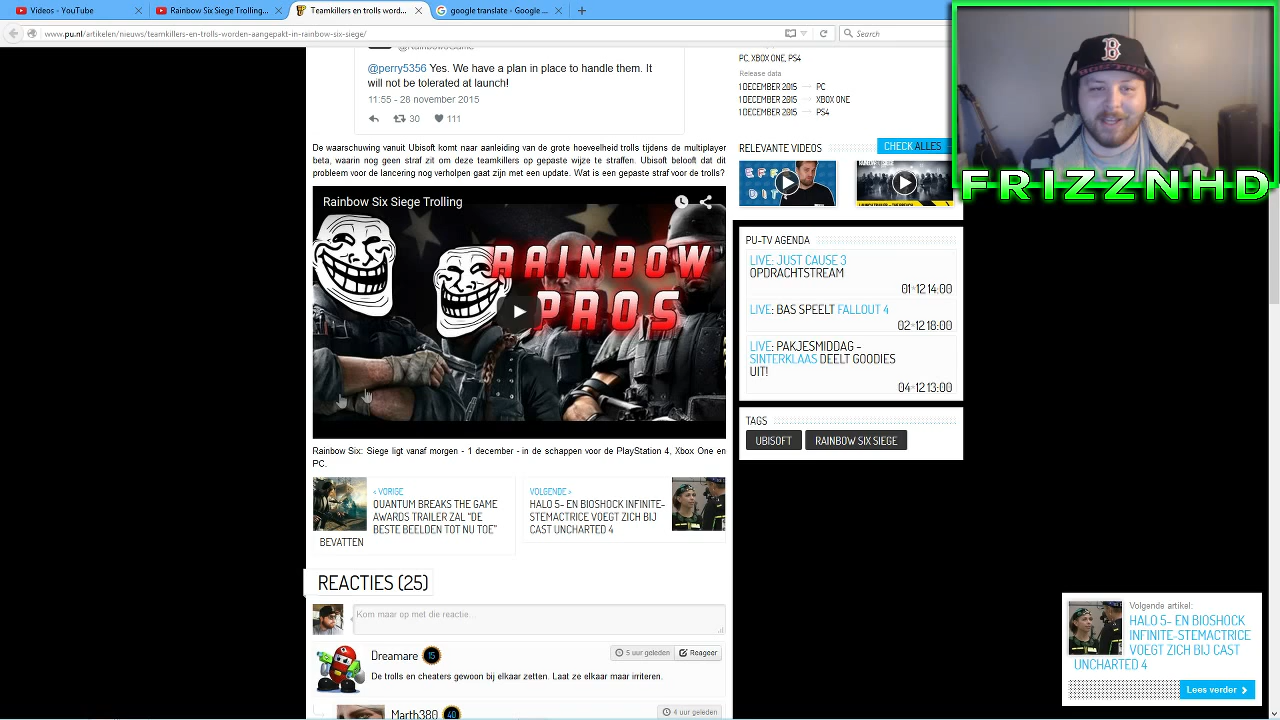 Videos - YouTube
Rainbow Six Siege Trolling...
Teamkillers en trolls wor...
google translate - Google ...
www.pu.nl/artikelen/nieuws/teamkillers-en-trolls-worden-aangepakt-in-rainbow-six-siege/
Search
@perry5356 Yes. We have a plan in place to handle them. It
will not be tolerated at launch!
11:55 - 28 november 2015
30
111
De waarschuwing vanuit Ubisoft komt naar aanleiding van de grote hoeveelheid trolls tijdens de multiplayer
beta, waarin nog geen straf zit om deze teamkillers op gepaste wijze te straffen. Ubisoft belooft dat dit
probleem voor de lancering nog verholpen gaat zijn met een update. Wat is een gepaste straf voor de trolls?
Rainbow Six Siege Trolling
RAINBOW
PROS
Rainbow Six: Siege ligt vanaf morgen - 1 december - in de schappen voor de PlayStation 4, Xbox One en
PC.
< VORIGE
QUANTUM BREAKS THE GAME
AWARDS TRAILER ZAL "DE
BESTE BEELDEN TOT NU TOE"
BEVATTEN
VOLGENDE >
HALO 5- EN BIOSHOCK INFINITE-
STEMACTRICE VOEGT ZICH BIJ
CAST UNCHARTED 4
REACTIES (25)
Kom maar op met die reactie...
15
5 uur geleden
Reageer
De trolls en cheaters gewoon bij elkaar zetten. Laat ze elkaar maar irriteren.
Marth380
40
4 uur geleden
PC, XBOX ONE, PS4
Release data
1 DECEMBER 2015 → PC
1 DECEMBER 2015 → XBOX ONE
1 DECEMBER 2015 → PS4
RELEVANTE VIDEOS
CHECK ALLES
PU-TV AGENDA
LIVE: JUST CAUSE 3
OPDRACHTSTREAM
01•12 14:00
LIVE: BAS SPEELT FALLOUT 4
02•12 18:00
LIVE: PAKJESMIDDAG –
SINTERKLAAS DEELT GOODIES
UIT!
04•12 13:00
TAGS
UBISOFT
RAINBOW SIX SIEGE
B
FRIZZNHD
Volgende artikel:
HALO 5- EN BIOSHOCK
INFINITE-STEMACTRICE
VOEGT ZICH BIJ CAST
UNCHARTED 4
Lees verder